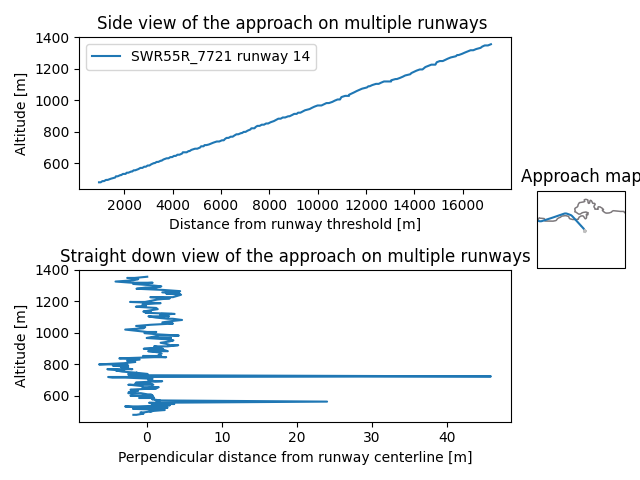 Side view of the approach on multiple runways
1400
1200
1000
800
600
Altitude [m]
SWR55R_7721 runway 14
2000 4000 6000 8000 10000 12000 14000 16000
Distance from runway threshold [m]
Approach map
Straight down view of the approach on multiple runways
1400
1200
1000
800
600
Altitude [m]
0 10 20 30 40
Perpendicular distance from runway centerline [m]